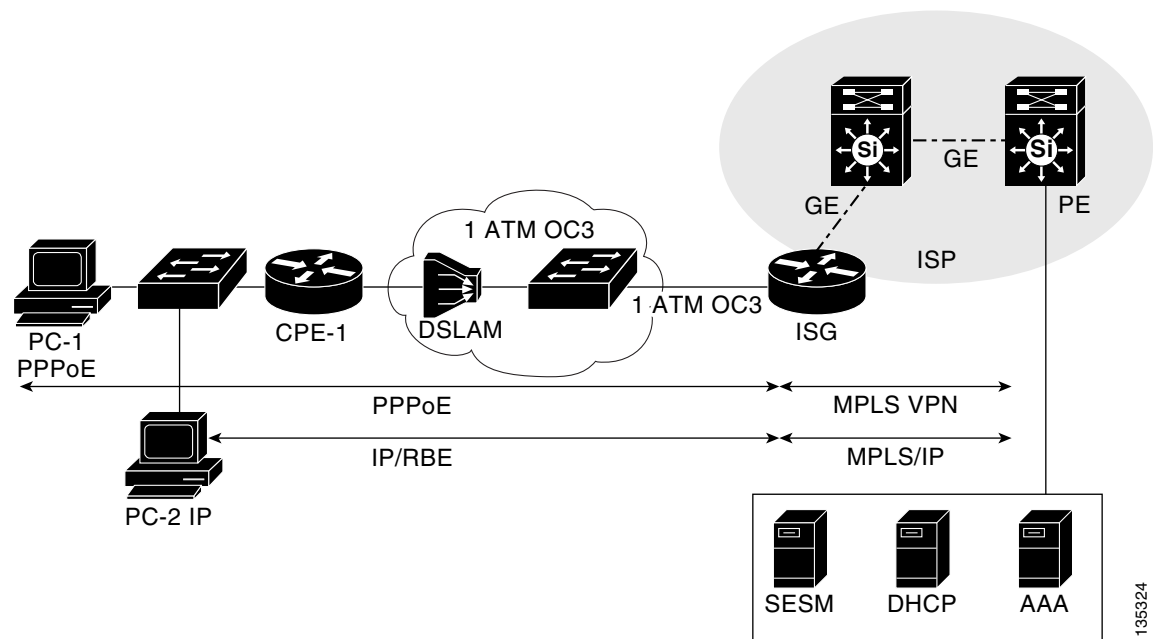 Si
Si
GE
GE
PE
ISP
1 ATM OC3
1 ATM OC3
PC-1
PPPoE
CPE-1
DSLAM
ISG
PPPoE
MPLS VPN
IP/RBE
MPLS/IP
PC-2 IP
SESM
DHCP
AAA
135324